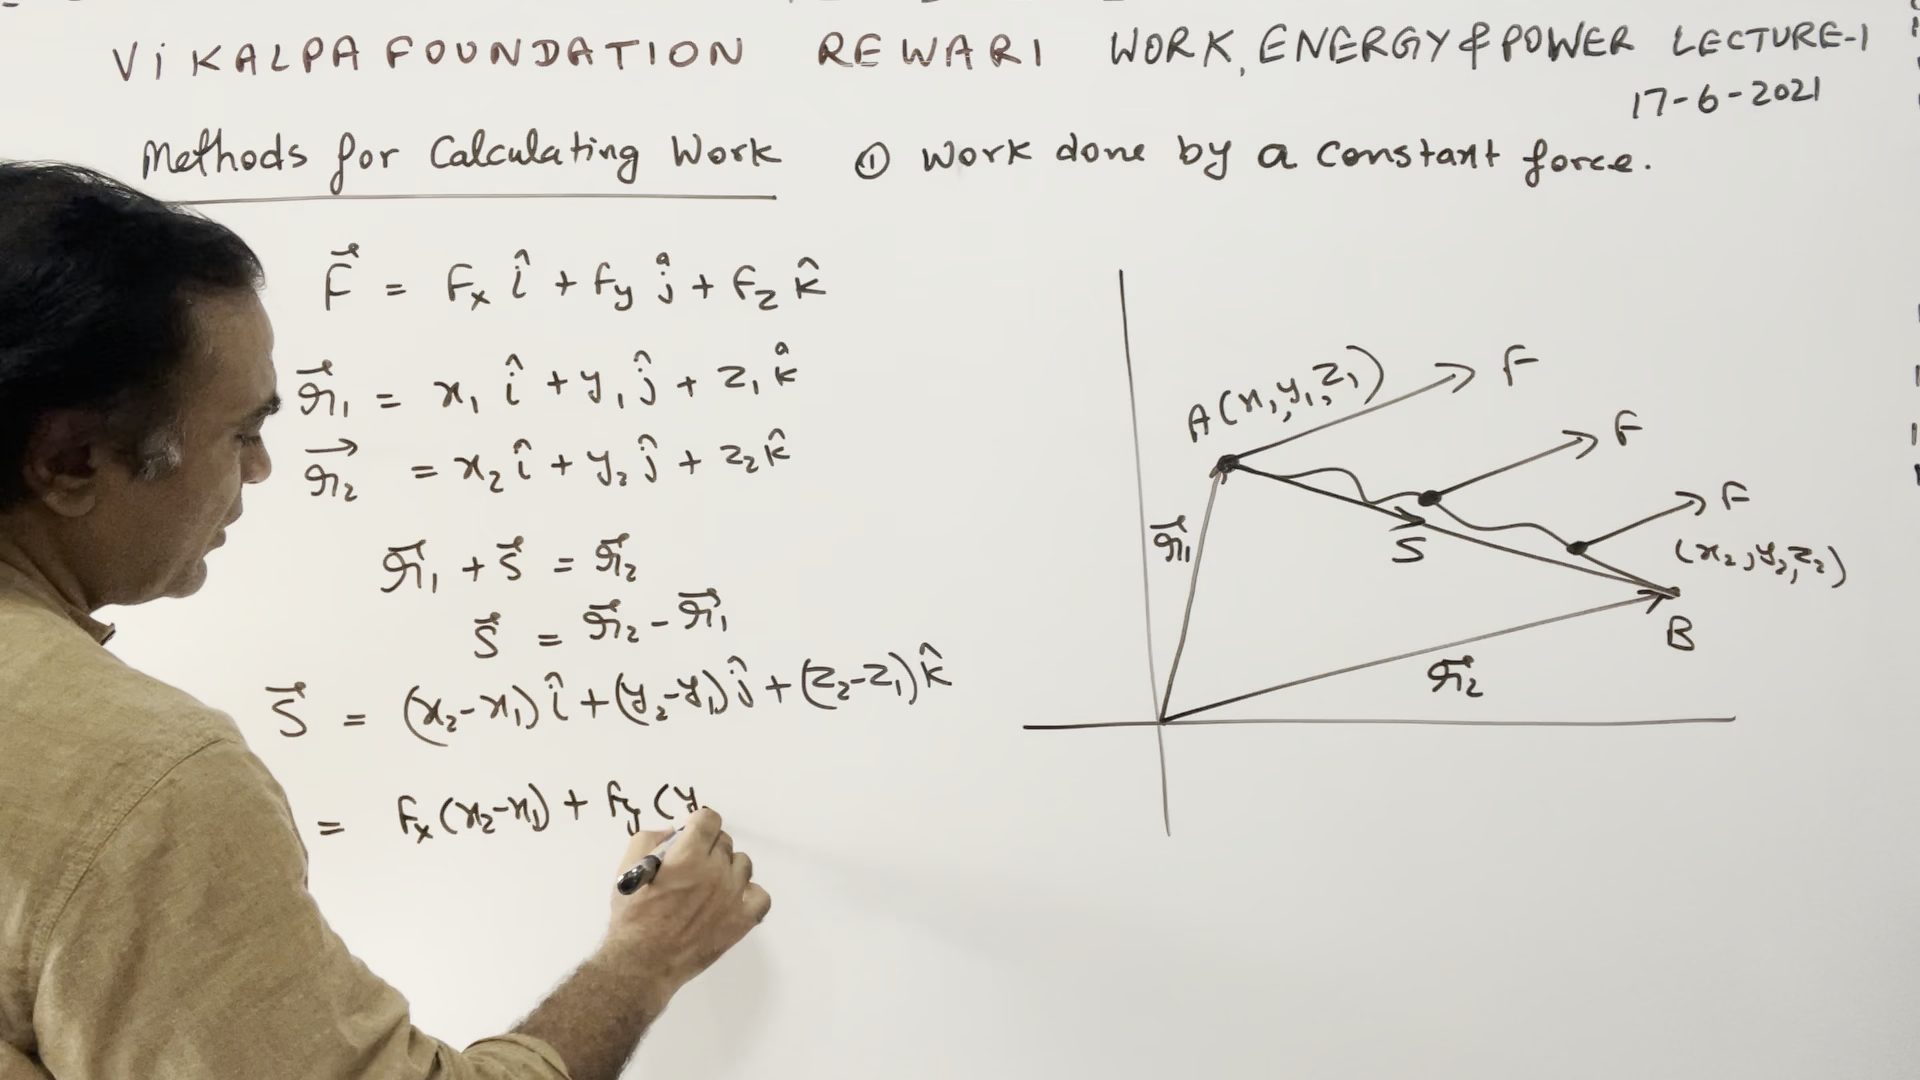 ViKALPA FOUNDATION REWARI WORK, ENERGY & POWER LECTURE-1
17-6-2021
Methods for Calculating Work ① Work done by a constant force.
F⃗ = Fx î + Fy ĵ + Fz k̂
r⃗₁ = x₁ î + y₁ ĵ + z₁ k̂
r⃗₂ = x₂ î + y₂ ĵ + z₂ k̂
r⃗₁ + S⃗ = r⃗₂
S⃗ = r⃗₂ - r⃗₁
S⃗ = (x₂-x₁) î + (y₂-y₁) ĵ + (z₂-z₁) k̂
= Fx (x₂-x₁) + Fy (y
A(x₁,y₁,z₁)
F
F
F
(x₂,y₂,z₂)
S
r⃗₁
B
r⃗₂